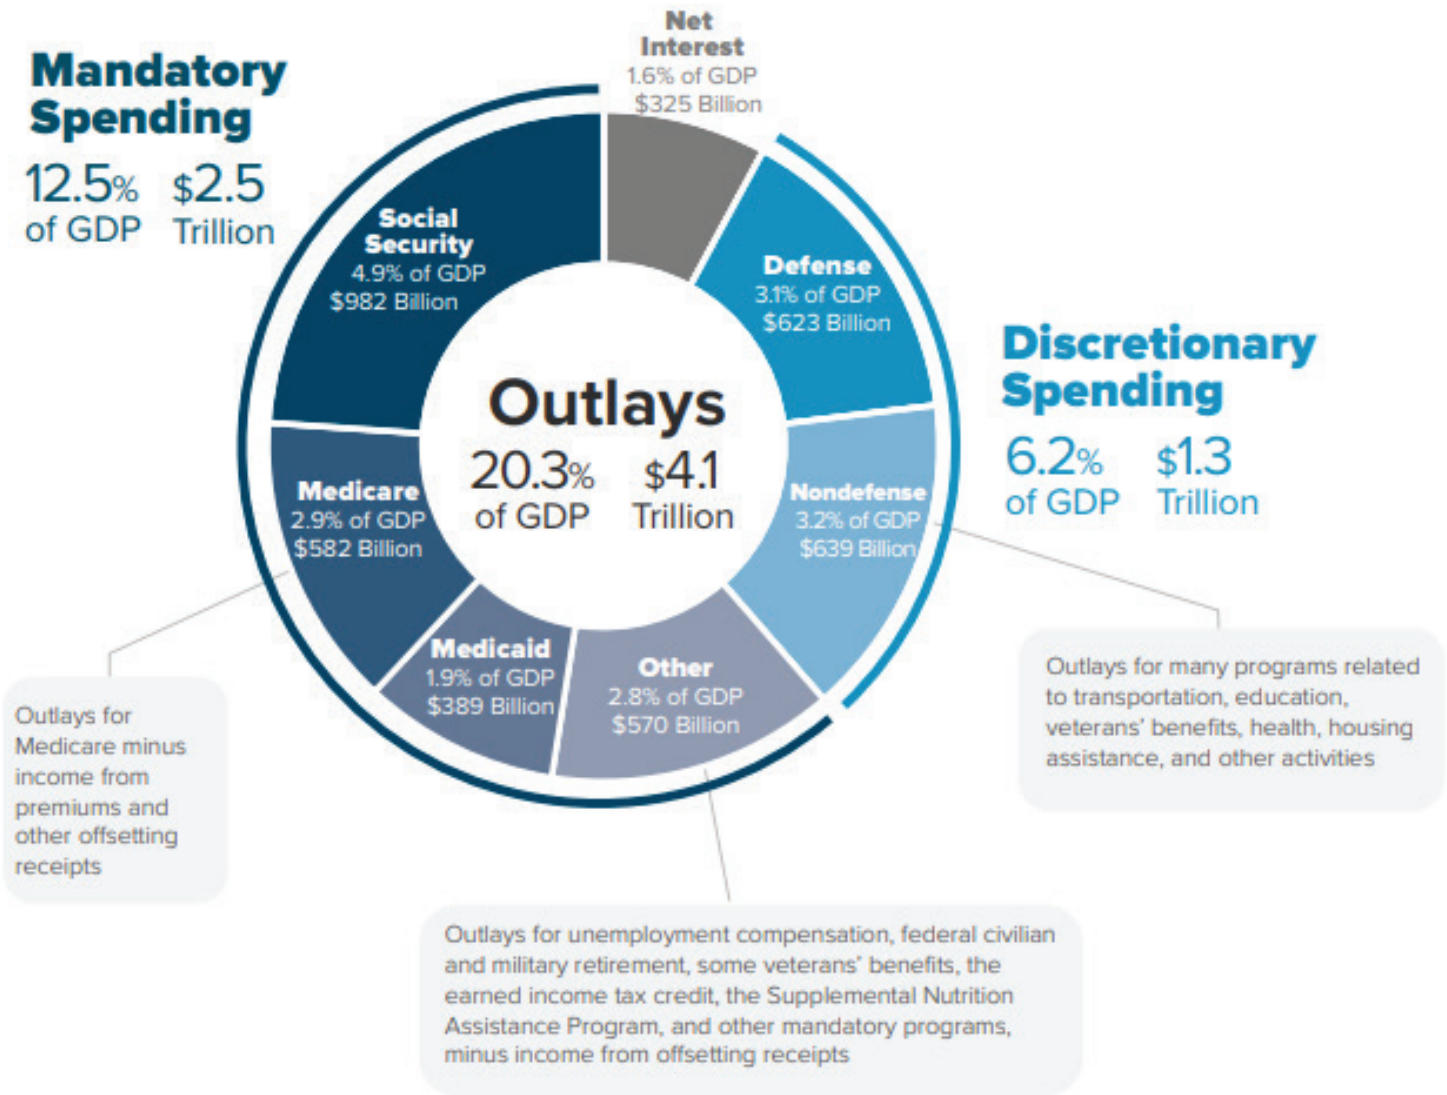 Net
Interest
1.6% of GDP
$325 Billion
Mandatory
Spending
12.5% $2.5
of GDP Trillion
Social
Security
4.9% of GDP
$982 Billion
Defense
3.1% of GDP
$623 Billion
Discretionary
Spending
6.2% $1.3
of GDP Trillion
Outlays
20.3% $4.1
of GDP Trillion
Medicare
2.9% of GDP
$582 Billion
Nondefense
3.2% of GDP
$639 Billion
Medicaid
1.9% of GDP
$389 Billion
Other
2.8% of GDP
$570 Billion
Outlays for
Medicare minus
income from
premiums and
other offsetting
receipts
Outlays for many programs related
to transportation, education,
veterans’ benefits, health, housing
assistance, and other activities
Outlays for unemployment compensation, federal civilian
and military retirement, some veterans’ benefits, the
earned income tax credit, the Supplemental Nutrition
Assistance Program, and other mandatory programs,
minus income from offsetting receipts